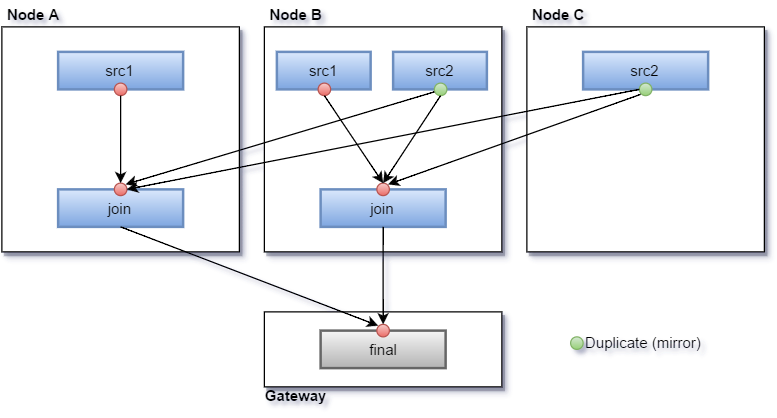 Node A
Node B
Node C
src1
src1
src2
src2
join
join
final
Duplicate (mirror)
Gateway